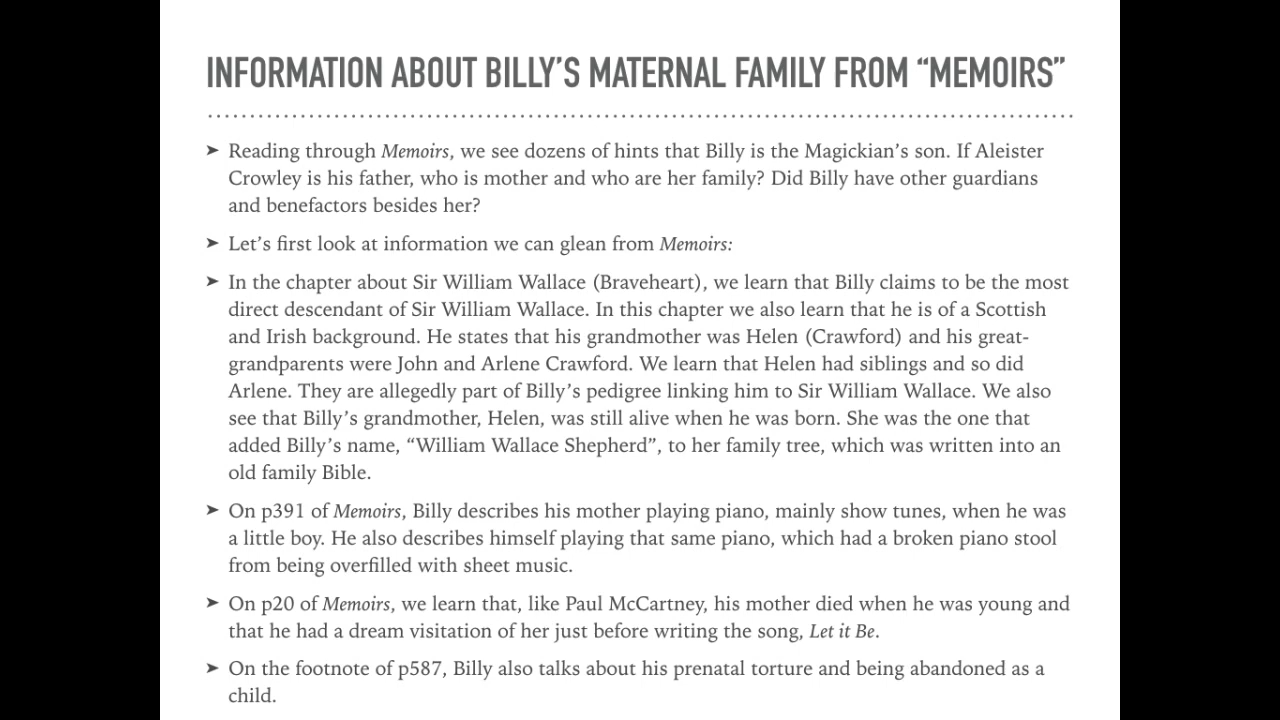 INFORMATION ABOUT BILLY’S MATERNAL FAMILY FROM “MEMOIRS”
➤ Reading through Memoirs, we see dozens of hints that Billy is the Magickian’s son. If Aleister
Crowley is his father, who is mother and who are her family? Did Billy have other guardians
and benefactors besides her?
➤ Let’s first look at information we can glean from Memoirs:
➤ In the chapter about Sir William Wallace (Braveheart), we learn that Billy claims to be the most
direct descendant of Sir William Wallace. In this chapter we also learn that he is of a Scottish
and Irish background. He states that his grandmother was Helen (Crawford) and his great-
grandparents were John and Arlene Crawford. We learn that Helen had siblings and so did
Arlene. They are allegedly part of Billy’s pedigree linking him to Sir William Wallace. We also
see that Billy’s grandmother, Helen, was still alive when he was born. She was the one that
added Billy’s name, “William Wallace Shepherd”, to her family tree, which was written into an
old family Bible.
➤ On p391 of Memoirs, Billy describes his mother playing piano, mainly show tunes, when he was
a little boy. He also describes himself playing that same piano, which had a broken piano stool
from being overfilled with sheet music.
➤ On p20 of Memoirs, we learn that, like Paul McCartney, his mother died when he was young and
that he had a dream visitation of her just before writing the song, Let it Be.
➤ On the footnote of p587, Billy also talks about his prenatal torture and being abandoned as a
child.